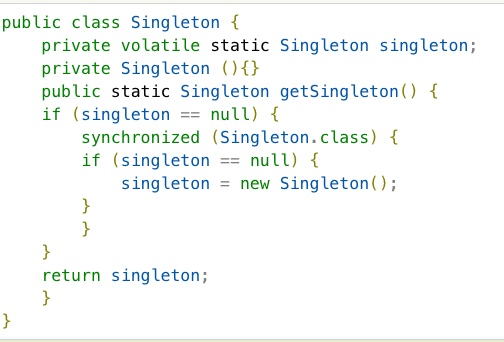 public class Singleton {
    private volatile static Singleton singleton;
    private Singleton (){}
    public static Singleton getSingleton() {
    if (singleton == null) {
        synchronized (Singleton.class) {
        if (singleton == null) {
            singleton = new Singleton();
        }
        }
    }
    return singleton;
    }
}